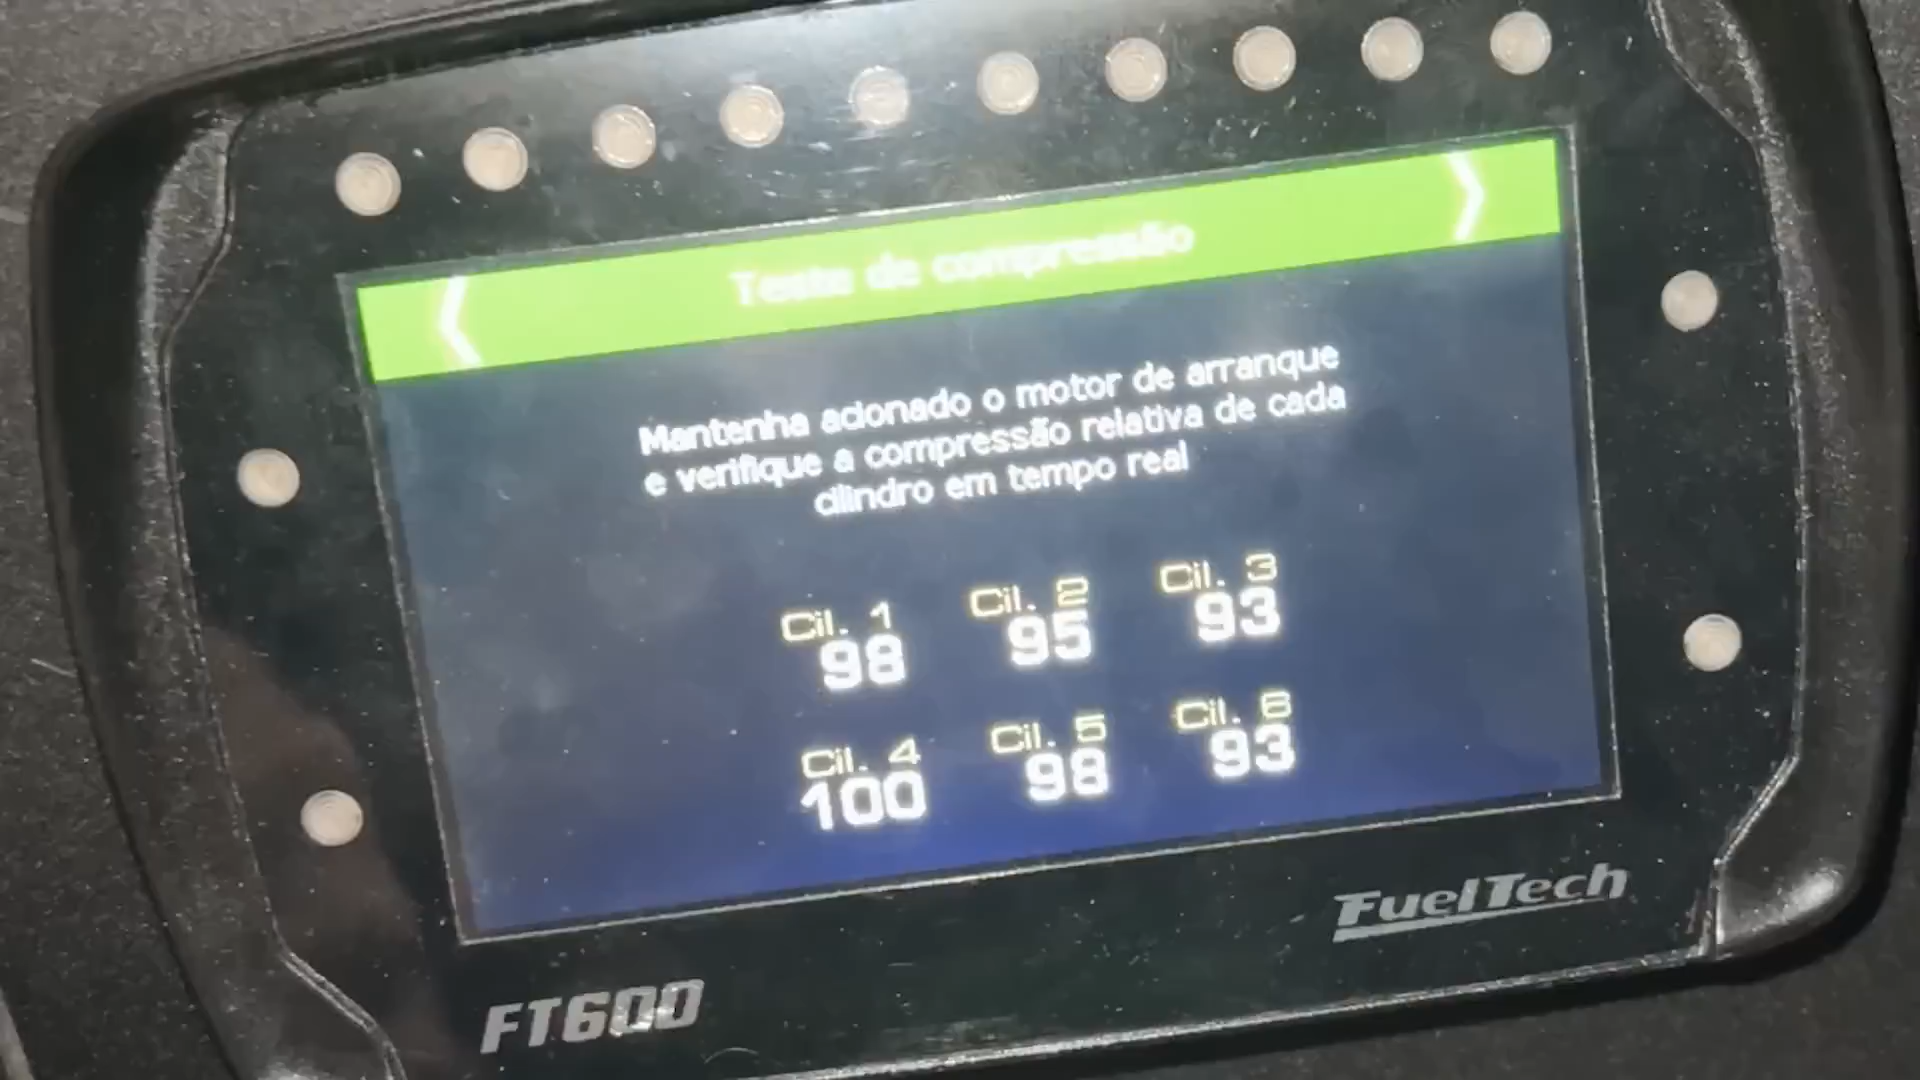 Teste de compressão
Mantenha acionado o motor de arranque
e verifique a compressão relativa de cada
cilindro em tempo real
Cil. 1 Cil. 2 Cil. 3
98 95 93
Cil. 4 Cil. 5 Cil. 6
100 98 93
FuelTech
FT600